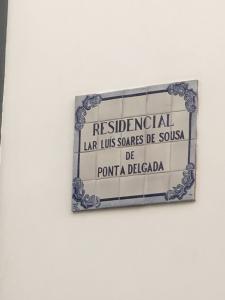 RESIDENCIAL
LAR LUIS SOARES DE SOUSA
DE
PONTA DELGADA